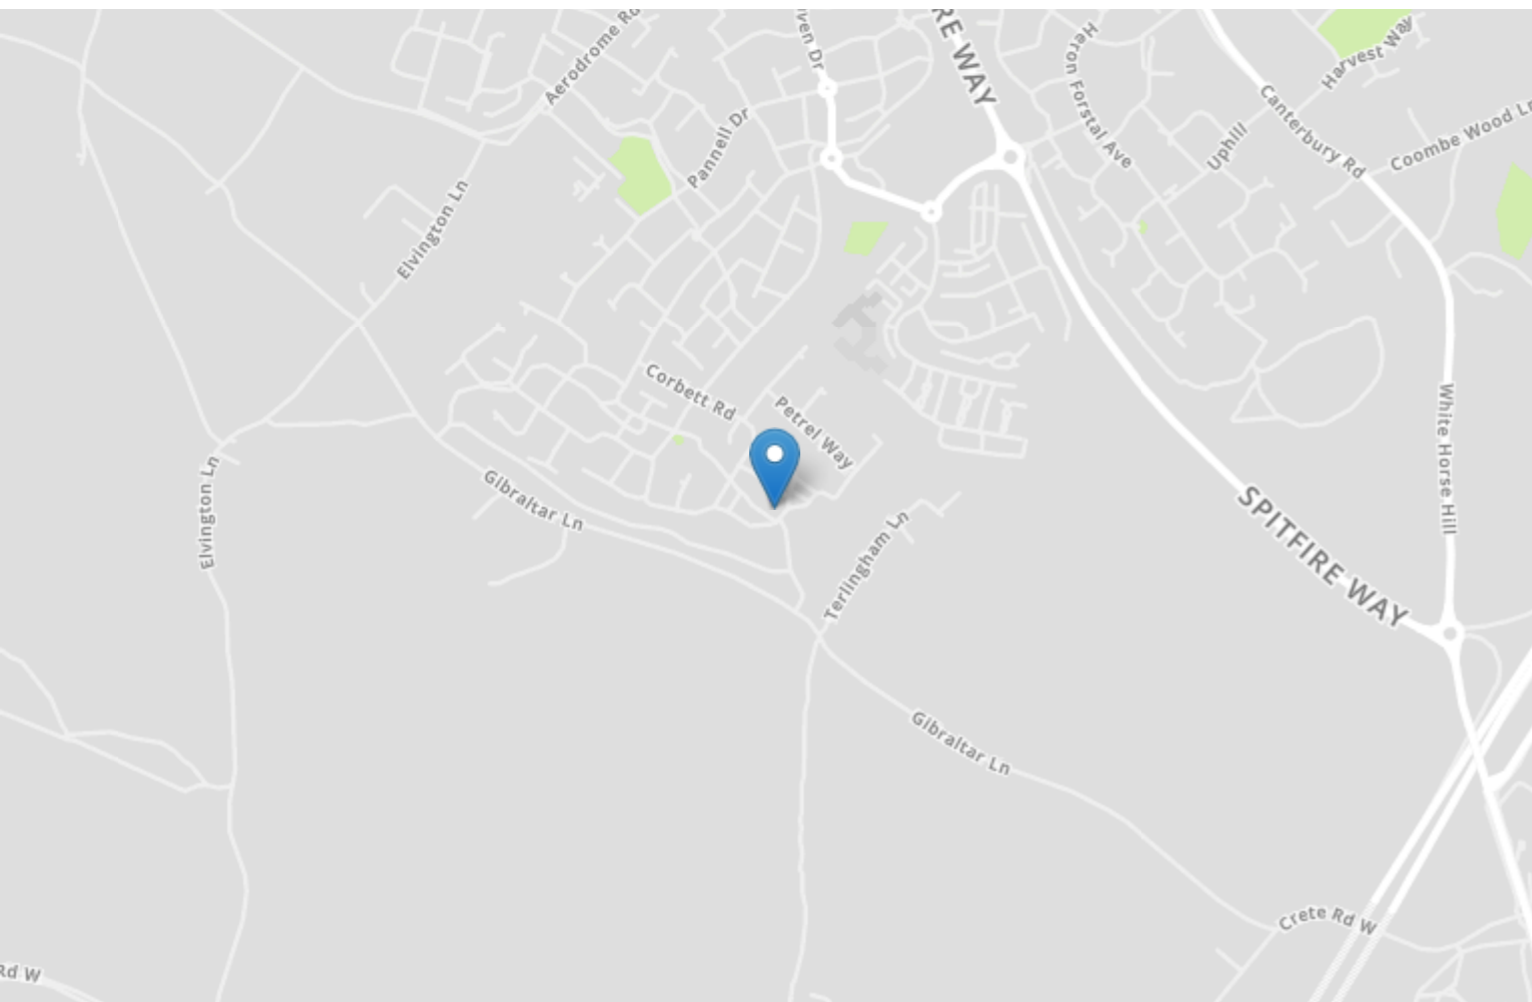 Aerodrome Rd
ven Dr
RE WAY
Heron Forstal Ave
Harvest Way
Canterbury Rd
Coombe Wood Ln
Uphill
Pannell Dr
Elvington Ln
Corbett Rd
Petrel Way
White Horse Hill
Elvington Ln
Gibraltar Ln
Terlingham Ln
SPITFIRE WAY
Gibraltar Ln
Crete Rd W
Rd W